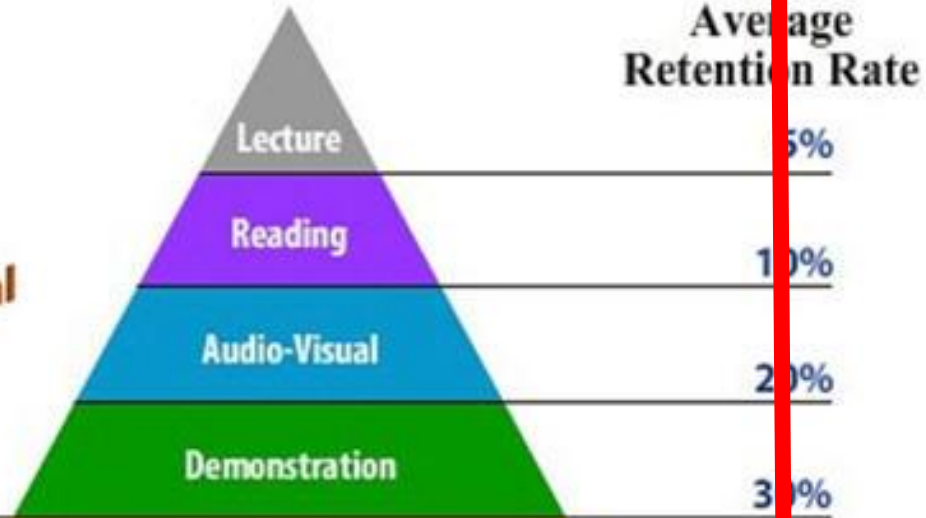 Average
Retention Rate
Lecture
5%
Reading
10%
Audio-Visual
20%
Demonstration
30%